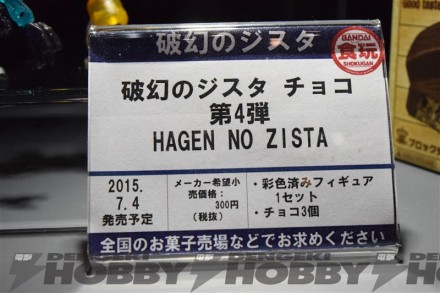 破幻のジスタ
BANDAI
食玩
SHOKUGAN
破幻のジスタ チョコ
第4弾
HAGEN NO ZISTA
2015.
7.4
発売予定
メーカー希望小
売価格:
300円
(税抜)
・彩色済みフィギュア
1セット
・チョコ3個
全国のお菓子売場などでお求めください
DENGEKI
HOBBY